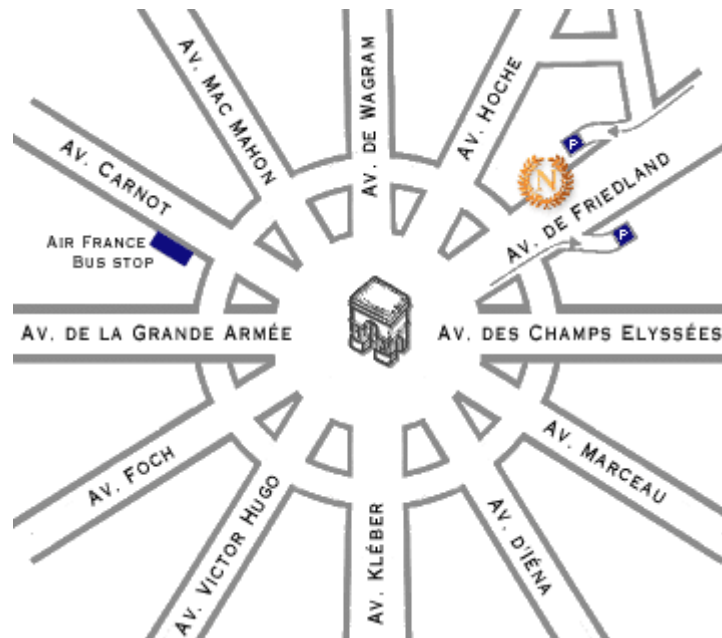 Av. Mac Mahon
Av. de Wagram
Av. Hoche
P
Av. Carnot
N
Av. de Friedland
P
Air France
Bus stop
Av. de la Grande Armée
Av. des Champs Elyssées
Av. Foch
Av. Marceau
Av. Victor Hugo
Av. Kléber
Av. d'Iéna